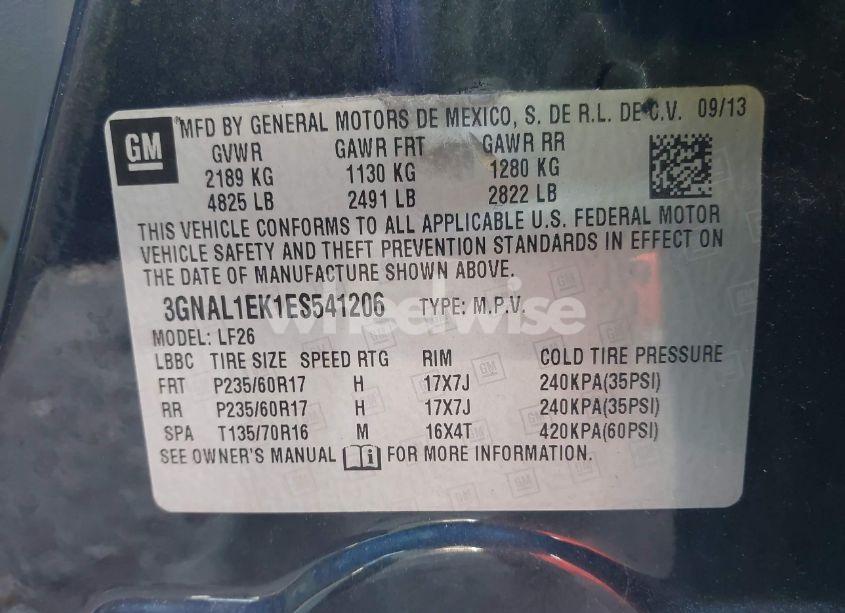 GM MFD BY GENERAL MOTORS DE MEXICO, S. DE R.L. DE C.V. 09/13
GVWR GAWR FRT GAWR RR
2189 KG 1130 KG 1280 KG
4825 LB 2491 LB 2822 LB
THIS VEHICLE CONFORMS TO ALL APPLICABLE U.S. FEDERAL MOTOR
VEHICLE SAFETY AND THEFT PREVENTION STANDARDS IN EFFECT ON
THE DATE OF MANUFACTURE SHOWN ABOVE.
3GNAL1EK1ES541206 TYPE: M.P.V.
wheelwise
MODEL: LF26
LBBC TIRE SIZE SPEED RTG RIM COLD TIRE PRESSURE
FRT P235/60R17 H 17X7J 240KPA(35PSI)
RR P235/60R17 H 17X7J 240KPA(35PSI)
SPA T135/70R16 M 16X4T 420KPA(60PSI)
SEE OWNER'S MANUAL i FOR MORE INFORMATION.